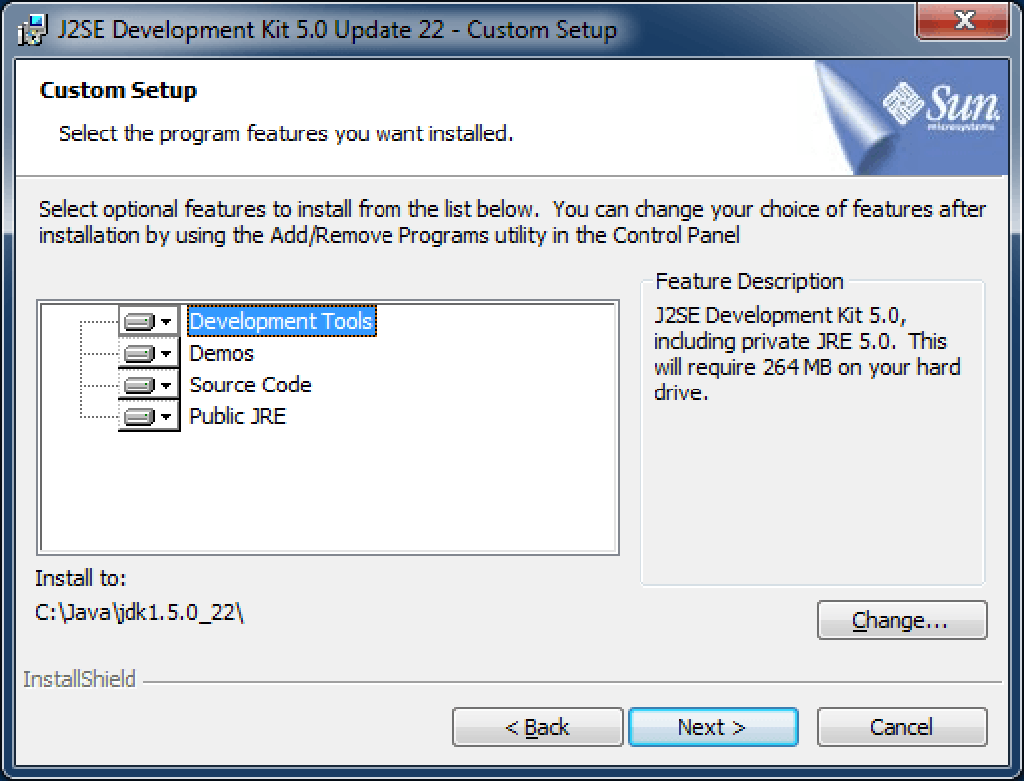 J2SE Development Kit 5.0 Update 22 - Custom Setup
Custom Setup
Select the program features you want installed.
Sun
microsystems
Select optional features to install from the list below.  You can change your choice of features after
installation by using the Add/Remove Programs utility in the Control Panel
Development Tools
Demos
Source Code
Public JRE
Feature Description
J2SE Development Kit 5.0,
including private JRE 5.0.  This
will require 264 MB on your hard
drive.
Install to:
C:\Java\jdk1.5.0_22\
Change...
InstallShield
< Back
Next >
Cancel